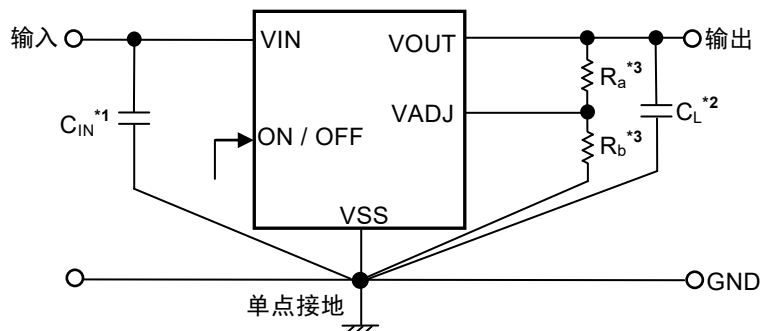 输入
VIN
VOUT
输出
Ra*3
CIN*1
VADJ
CL*2
ON / OFF
Rb*3
VSS
GND
单点接地